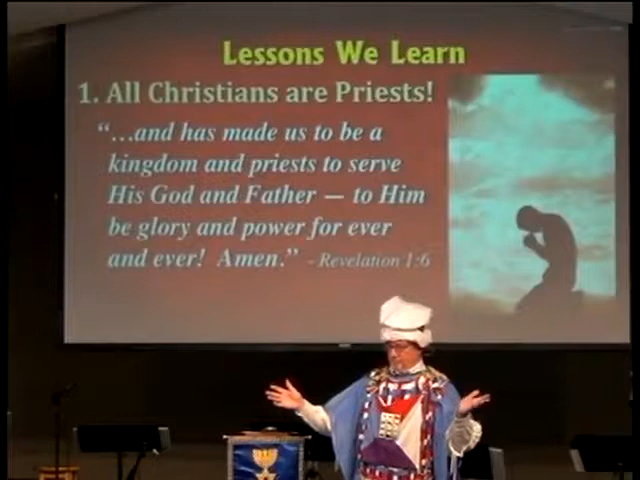 Lessons We Learn
1. All Christians are Priests!
“...and has made us to be a
kingdom and priests to serve
His God and Father — to Him
be glory and power for ever
and ever!  Amen.” - Revelation 1:6